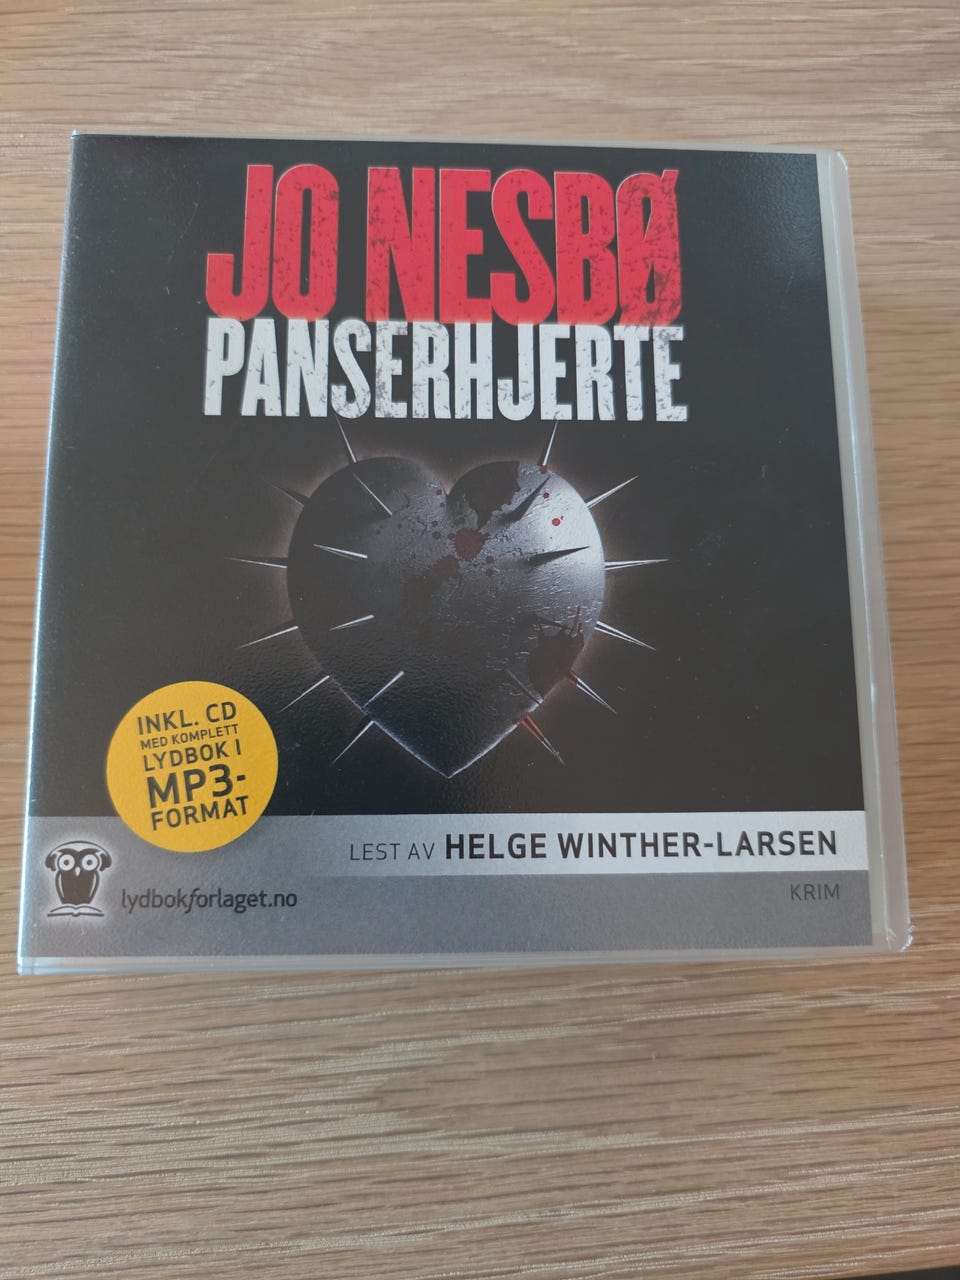 JO NESBØ
PANSERHJERTE
INKL. CD
MED KOMPLETT
LYDBOK I
MP3-
FORMAT
LEST AV HELGE WINTHER-LARSEN
lydbokforlaget.no
KRIM